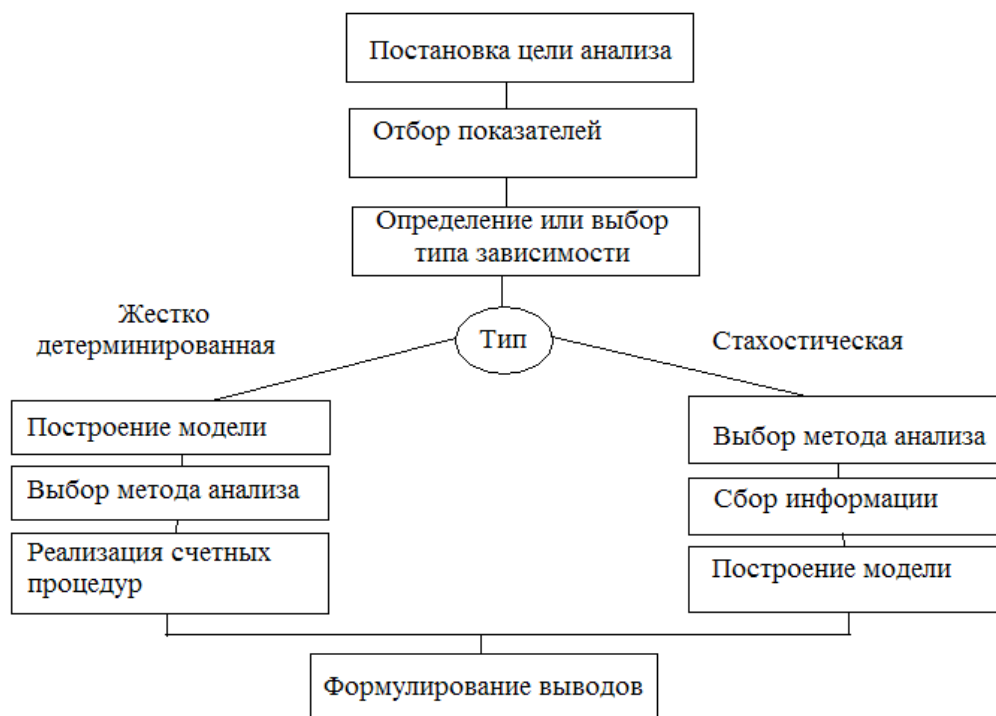 Постановка цели анализа
Отбор показателей
Определение или выбор
типа зависимости
Тип
Жестко
детерминированная
Построение модели
Выбор метода анализа
Реализация счетных
процедур
Стахостическая
Выбор метода анализа
Сбор информации
Построение модели
Формулирование выводов